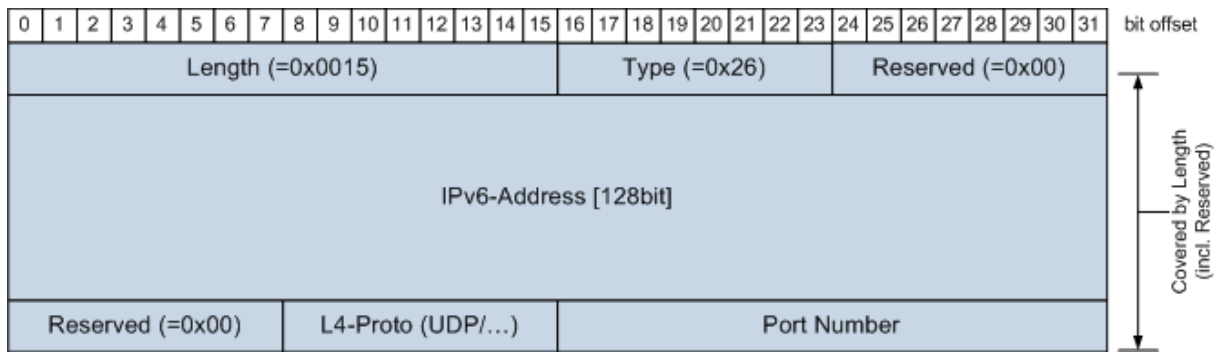 0 1 2 3 4 5 6 7 8 9 10 11 12 13 14 15 16 17 18 19 20 21 22 23 24 25 26 27 28 29 30 31 bit offset
Length (=0x0015) Type (=0x26) Reserved (=0x00)
IPv6-Address [128bit]
Covered by Length
(incl. Reserved)
Reserved (=0x00) L4-Proto (UDP/…) Port Number